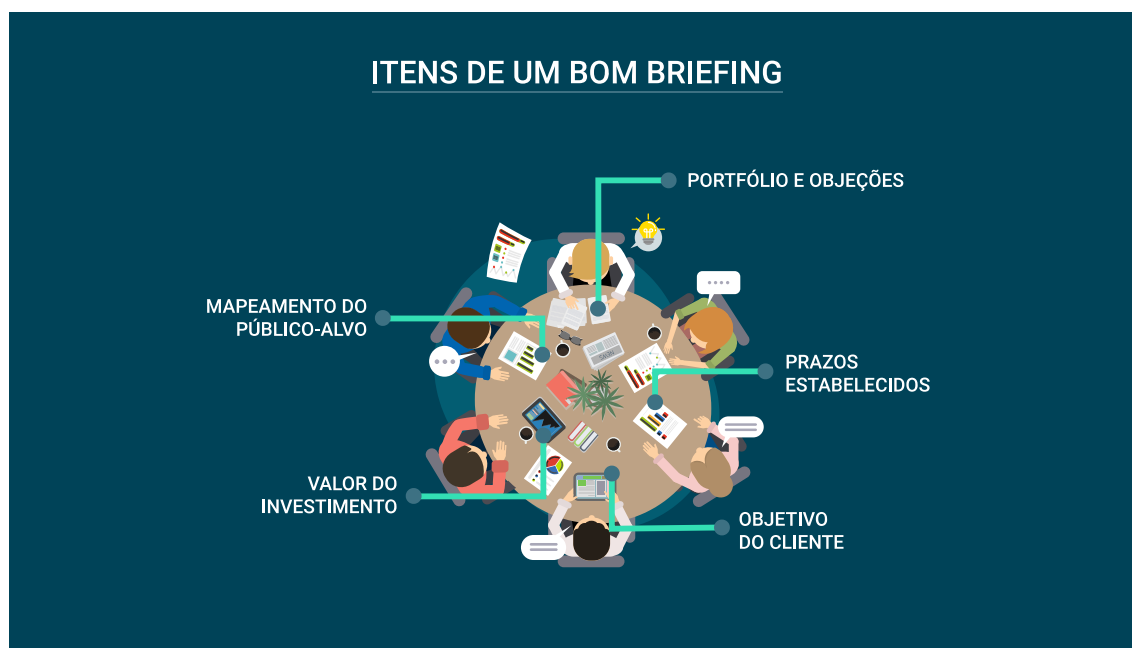 ITENS DE UM BOM BRIEFING
PORTFÓLIO E OBJEÇÕES
MAPEAMENTO DO
PÚBLICO-ALVO
PRAZOS
ESTABELECIDOS
VALOR DO
INVESTIMENTO
OBJETIVO
DO CLIENTE